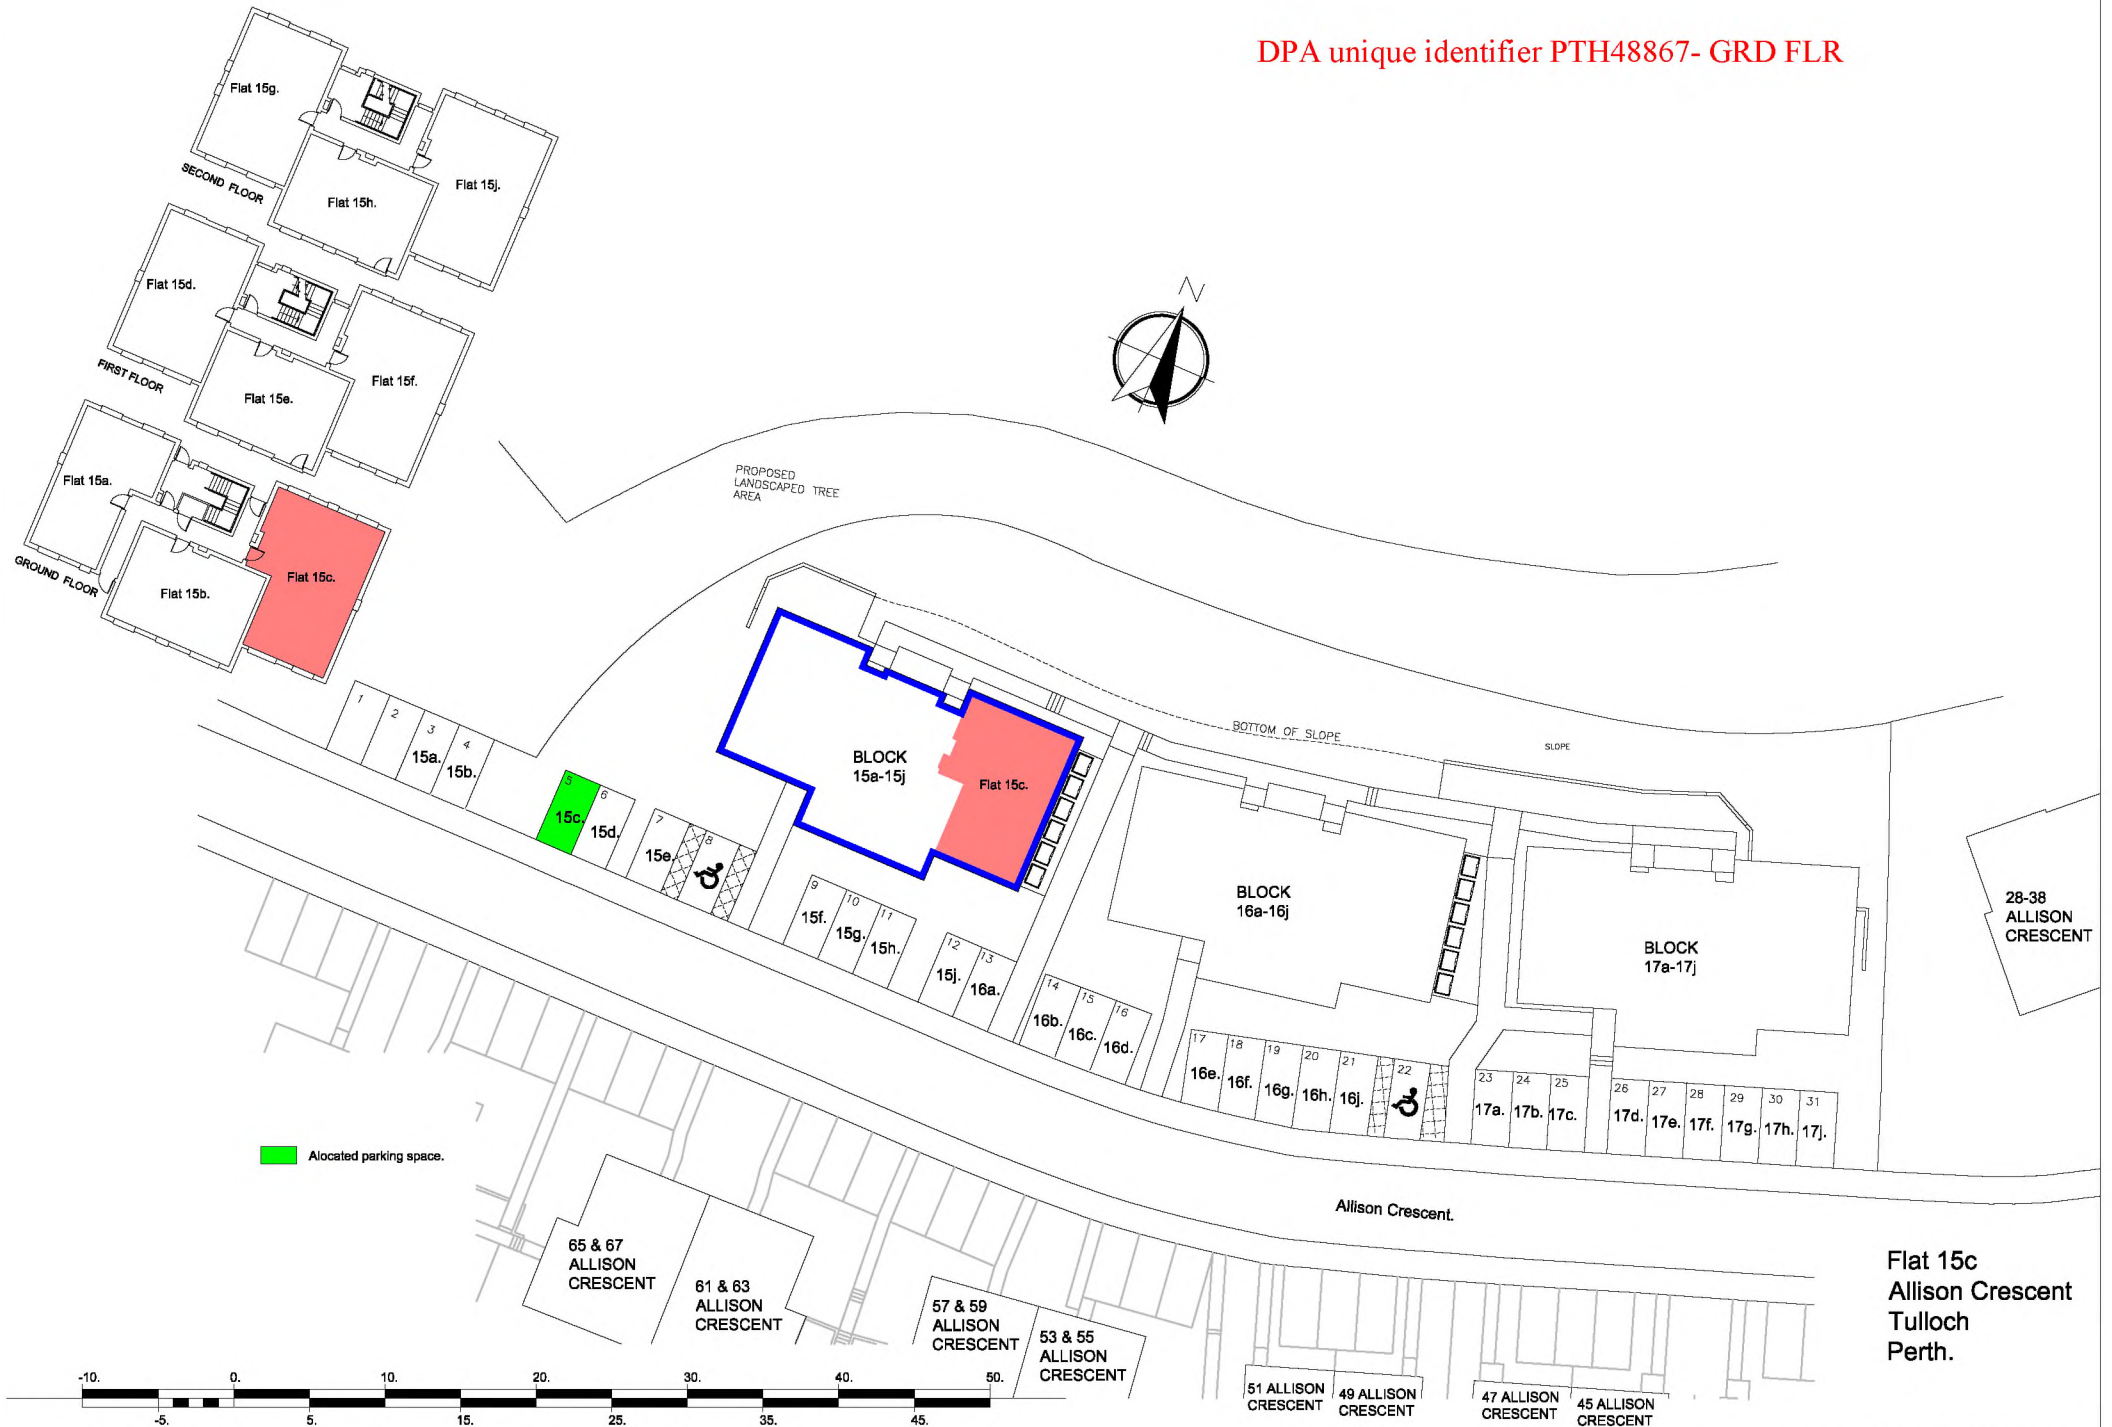 DPA unique identifier PTH48867- GRD FLR
Flat 15g.
Flat 15j.
Flat 15h.
SECOND FLOOR
Flat 15d.
Flat 15f.
Flat 15e.
FIRST FLOOR
Flat 15a.
Flat 15c.
Flat 15b.
GROUND FLOOR
N
PROPOSED
LANDSCAPED TREE
AREA
BOTTOM OF SLOPE
SLOPE
BLOCK
15a-15j
Flat 15c.
BLOCK
16a-16j
BLOCK
17a-17j
28-38
ALLISON
CRESCENT
1
2
3
15a.
4
15b.
5
15c.
6
15d.
7
15e.
8
9
15f.
10
15g.
11
15h.
12
15j.
13
16a.
14
16b.
15
16c.
16
16d.
17
16e.
18
16f.
19
16g.
20
16h.
21
16j.
22
23
17a.
24
17b.
25
17c.
26
17d.
27
17e.
28
17f.
29
17g.
30
17h.
31
17j.
Alocated parking space.
Allison Crescent.
65 & 67
ALLISON
CRESCENT
61 & 63
ALLISON
CRESCENT
57 & 59
ALLISON
CRESCENT
53 & 55
ALLISON
CRESCENT
51 ALLISON
CRESCENT
49 ALLISON
CRESCENT
47 ALLISON
CRESCENT
45 ALLISON
CRESCENT
Flat 15c
Allison Crescent
Tulloch
Perth.
-10. 0. 10. 20. 30. 40. 50.
-5. 5. 15. 25. 35. 45.